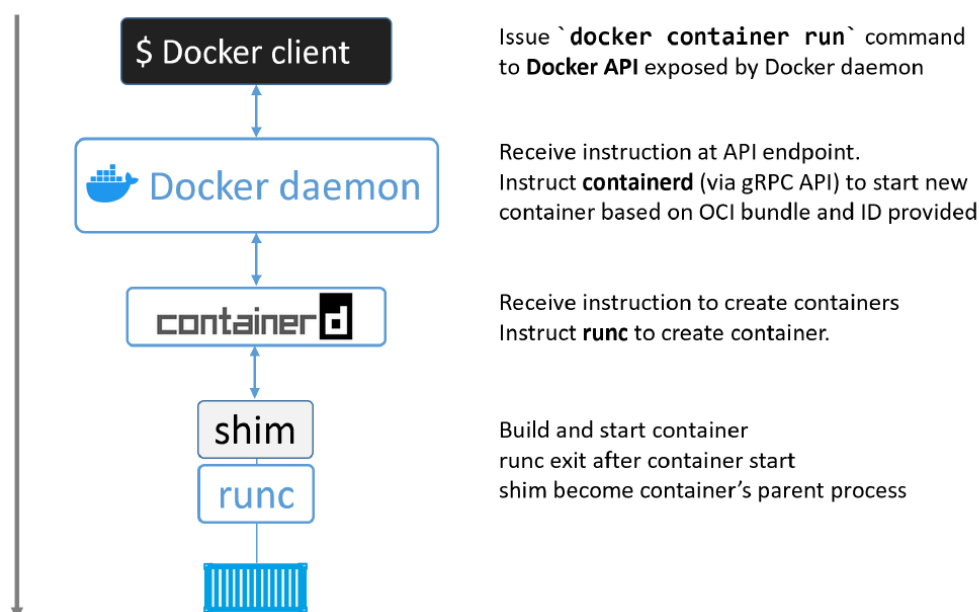 $ Docker client
Issue `docker container run` command
to Docker API exposed by Docker daemon
Docker daemon
Receive instruction at API endpoint.
Instruct containerd (via gRPC API) to start new
container based on OCI bundle and ID provided
containerd
Receive instruction to create containers
Instruct runc to create container.
shim
runc
Build and start container
runc exit after container start
shim become container’s parent process